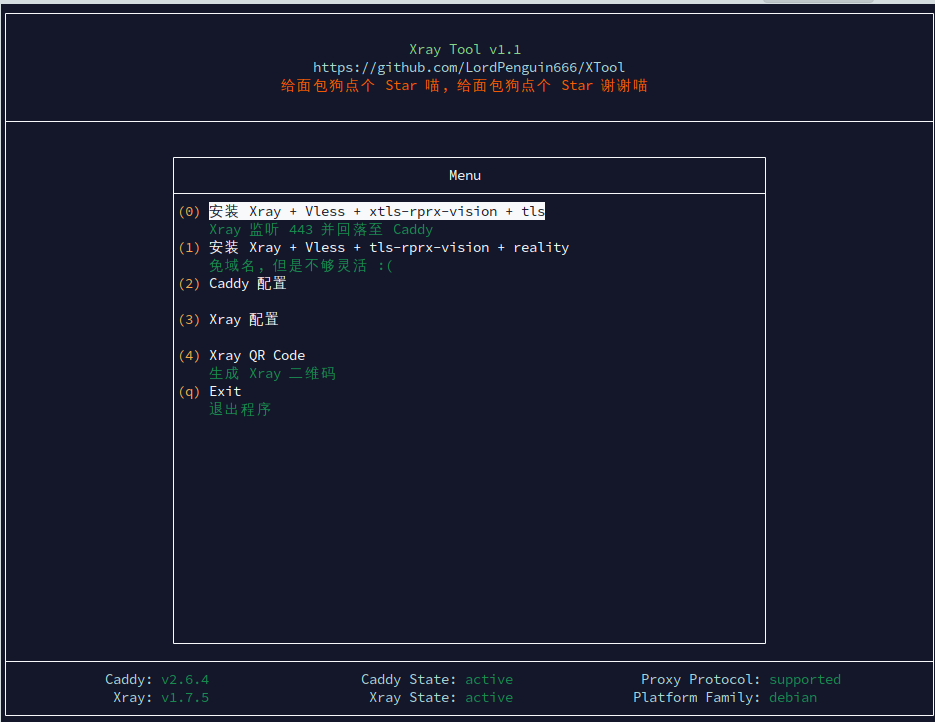 Xray Tool v1.1
https://github.com/LordPenguin666/XTool
给面包狗点个 Star 喵, 给面包狗点个 Star 谢谢喵
Menu
(0) 安装 Xray + Vless + xtls-rprx-vision + tls
Xray 监听 443 并回落至 Caddy
(1) 安装 Xray + Vless + tls-rprx-vision + reality
免域名, 但是不够灵活 :(
(2) Caddy 配置
(3) Xray 配置
(4) Xray QR Code
生成 Xray 二维码
(q) Exit
退出程序
Caddy: v2.6.4 Caddy State: active Proxy Protocol: supported
Xray: v1.7.5 Xray State: active Platform Family: debian